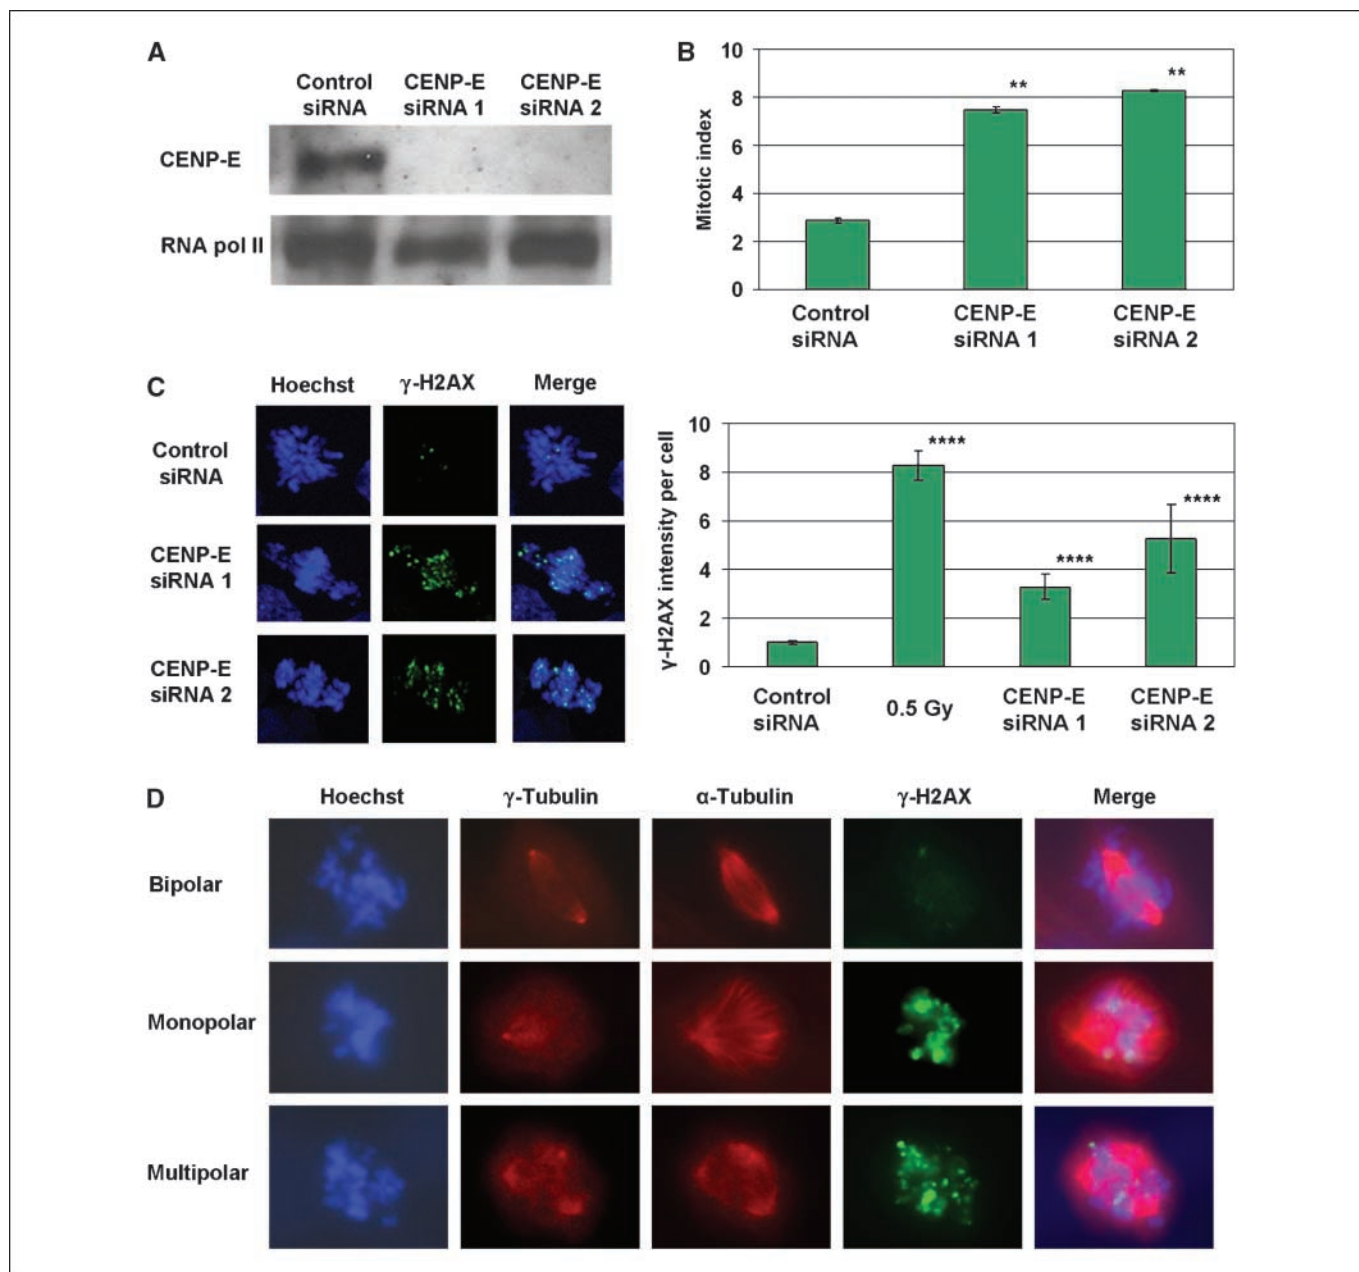 A
Control siRNA
CENP-E siRNA 1
CENP-E siRNA 2
CENP-E
RNA pol II
B
Mitotic index
10
8
6
4
2
0
**
**
Control siRNA
CENP-E siRNA 1
CENP-E siRNA 2
C
Hoechst
γ-H2AX
Merge
Control siRNA
CENP-E siRNA 1
CENP-E siRNA 2
γ-H2AX intensity per cell
10
8
6
4
2
0
****
****
****
Control siRNA
0.5 Gy
CENP-E siRNA 1
CENP-E siRNA 2
D
Hoechst
γ-Tubulin
α-Tubulin
γ-H2AX
Merge
Bipolar
Monopolar
Multipolar